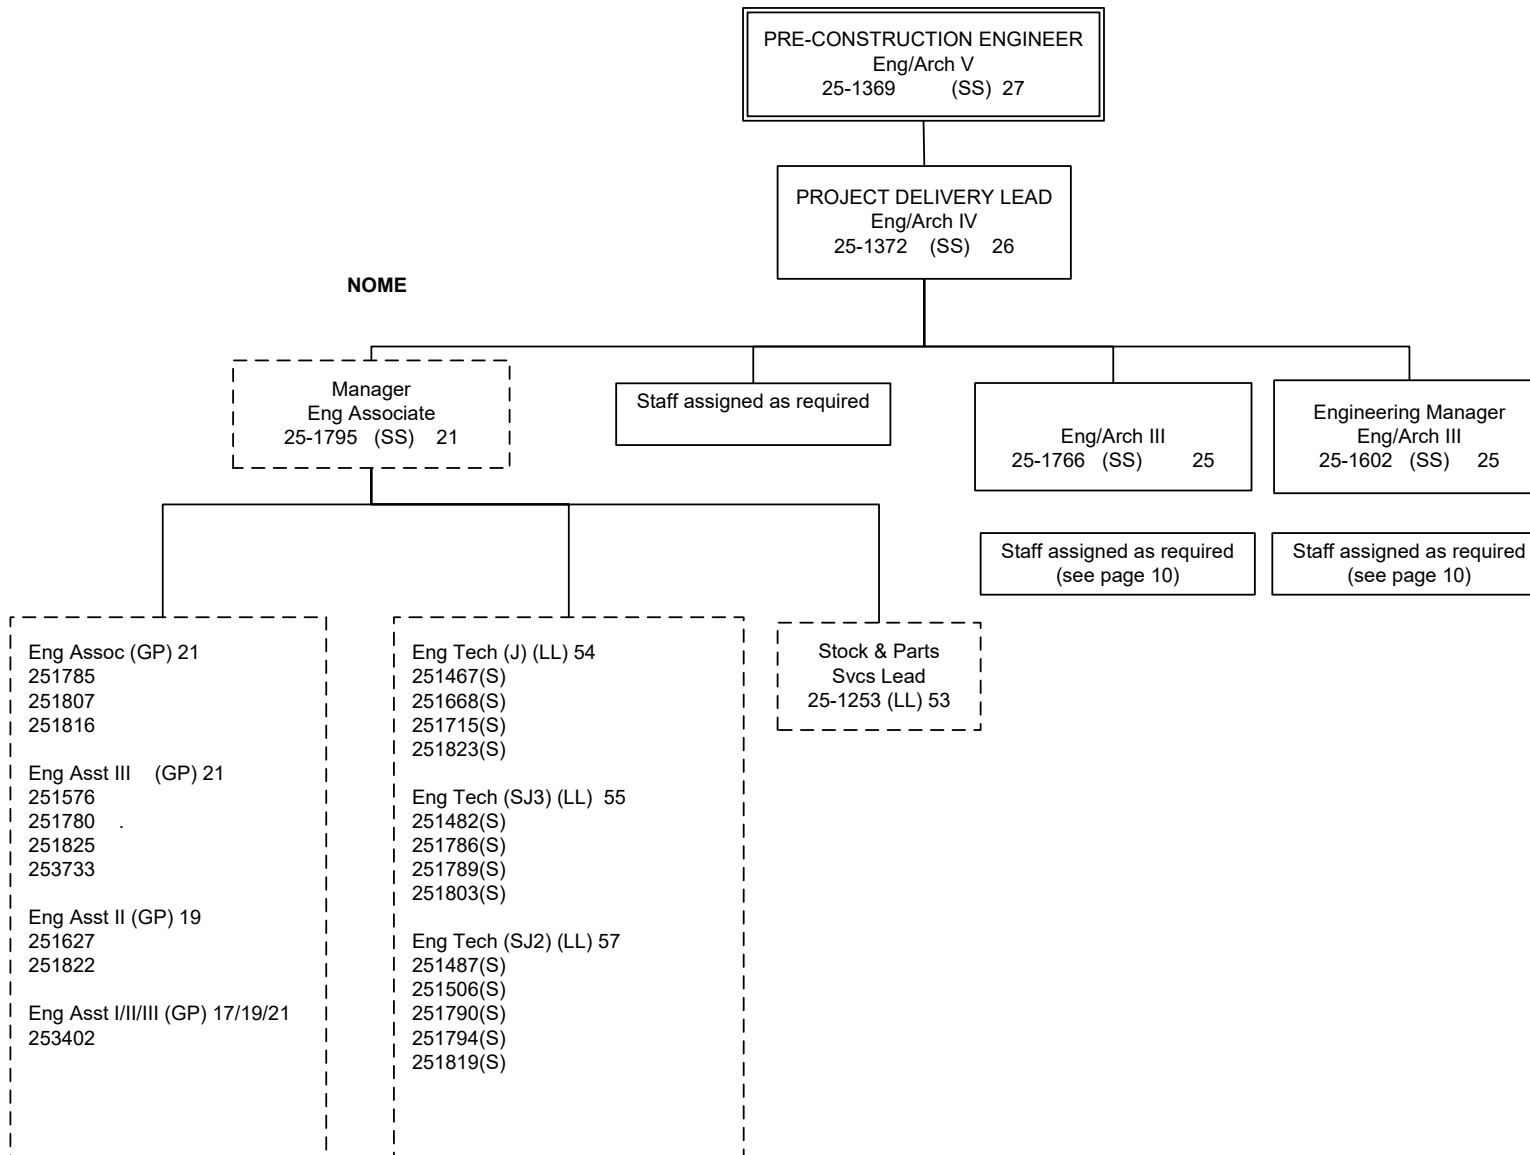 PRE-CONSTRUCTION ENGINEER
Eng/Arch V
25-1369 (SS) 27
PROJECT DELIVERY LEAD
Eng/Arch IV
25-1372 (SS) 26
NOME
Manager
Eng Associate
25-1795 (SS) 21
Staff assigned as required
Eng/Arch III
25-1766 (SS) 25
Engineering Manager
Eng/Arch III
25-1602 (SS) 25
Staff assigned as required
(see page 10)
Staff assigned as required
(see page 10)
Eng Assoc (GP) 21
251785
251807
251816
Eng Asst III (GP) 21
251576
251780 .
251825
253733
Eng Asst II (GP) 19
251627
251822
Eng Asst I/II/III (GP) 17/19/21
253402
Eng Tech (J) (LL) 54
251467(S)
251668(S)
251715(S)
251823(S)
Eng Tech (SJ3) (LL) 55
251482(S)
251786(S)
251789(S)
251803(S)
Eng Tech (SJ2) (LL) 57
251487(S)
251506(S)
251790(S)
251794(S)
251819(S)
Stock & Parts
Svcs Lead
25-1253 (LL) 53